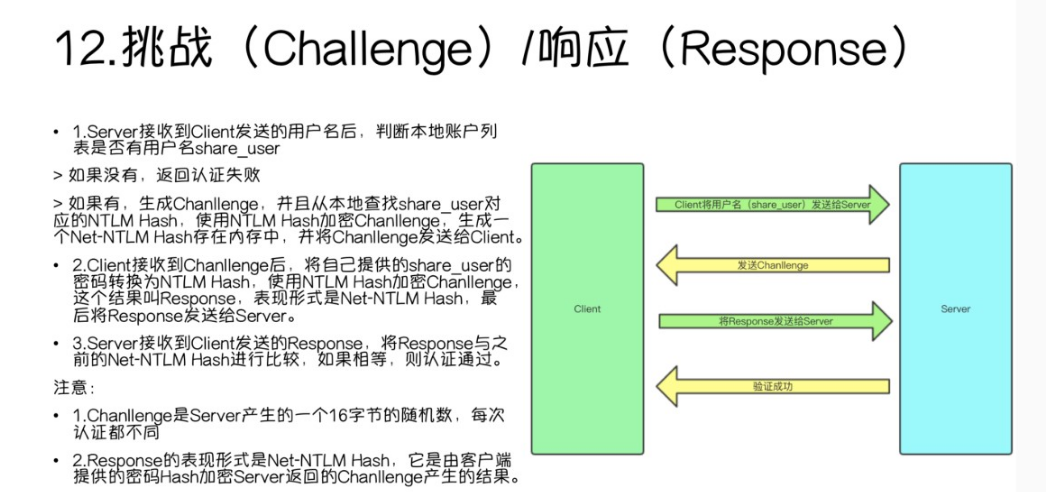 12.挑战（Challenge）/响应（Response）
• 1.Server接收到Client发送的用户名后，判断本地账户列
表是否有用户名share_user
> 如果没有，返回认证失败
> 如果有，生成Chanllenge，并且从本地查找share_user对
应的NTLM Hash，使用NTLM Hash加密Chanllenge，生成一
个Net-NTLM Hash存在内存中，并将Chanllenge发送给Client。
• 2.Client接收到Chanllenge后，将自己提供的share_user的
密码转换为NTLM Hash，使用NTLM Hash加密Chanllenge，
这个结果叫Response，表现形式是Net-NTLM Hash，最
后将Response发送给Server。
• 3.Server接收到Client发送的Response，将Response与之
前的Net-NTLM Hash进行比较，如果相等，则认证通过。
注意：
• 1.Chanllenge是Server产生的一个16字节的随机数，每次
认证都不同
• 2.Response的表现形式是Net-NTLM Hash，它是由客户端
提供的密码Hash加密Server返回的Chanllenge产生的结果。
Client
Client将用户名（share_user）发送给Server
发送Chanllenge
将Response发送给Server
验证成功
Server